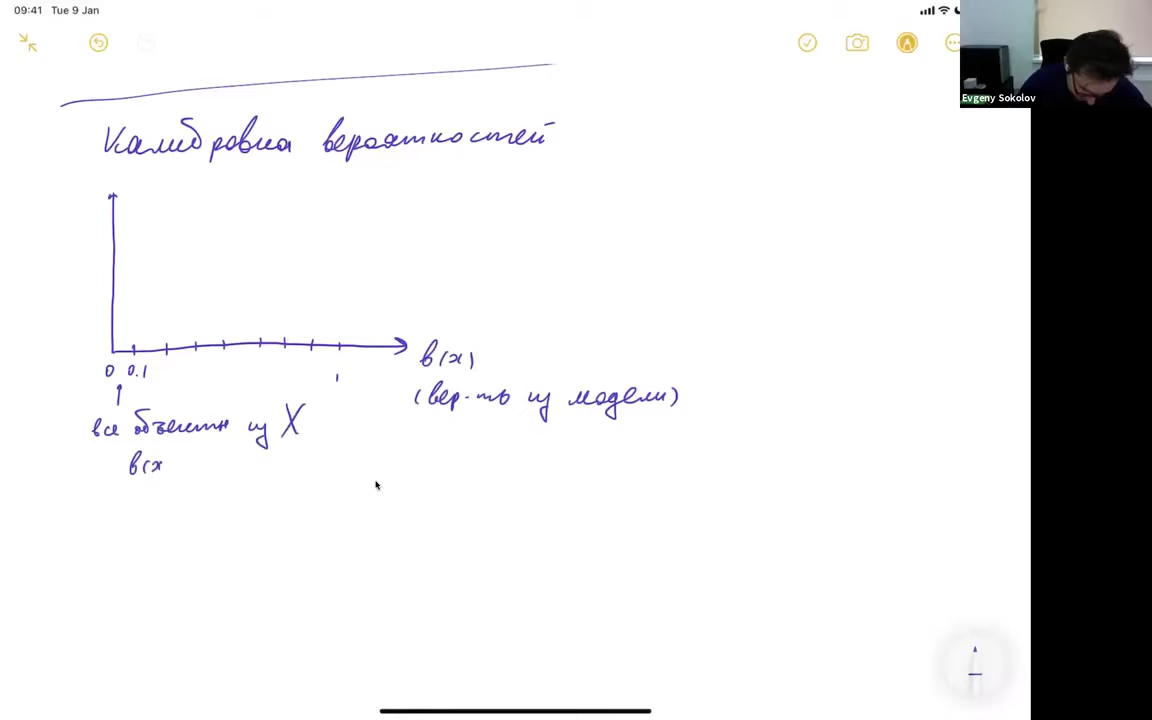 09:41 Tue 9 Jan
Evgeny Sokolov
Калибровка вероятностей
b(x)
0 0.1 1
(вер-ть из модели)
все объекты из X
b(x